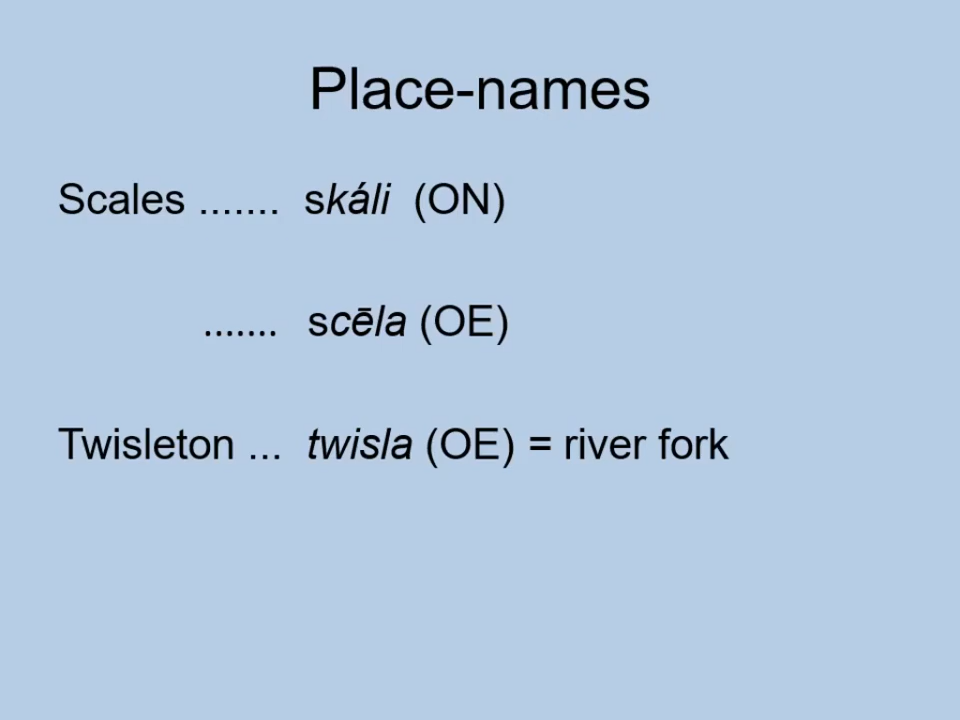 Place-names
Scales ....... skáli (ON)
....... scēla (OE)
Twisleton ... twisla (OE) = river fork